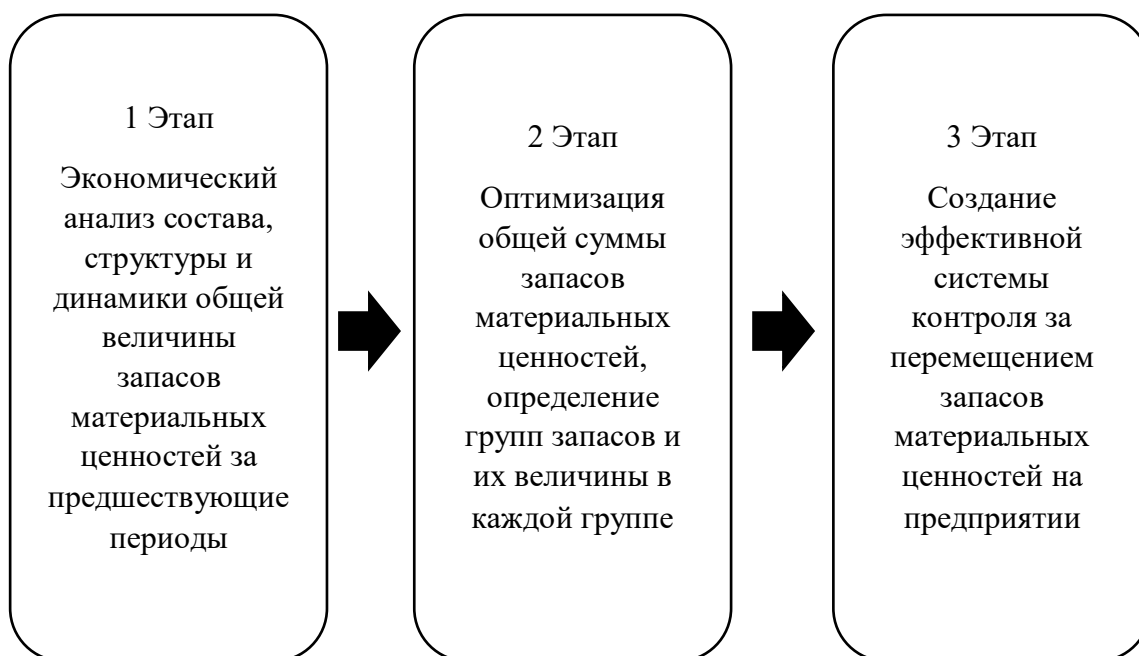 1 Этап
Экономический
анализ состава,
структуры и
динамики общей
величины
запасов
материальных
ценностей за
предшествующие
периоды
2 Этап
Оптимизация
общей суммы
запасов
материальных
ценностей,
определение
групп запасов и
их величины в
каждой группе
3 Этап
Создание
эффективной
системы
контроля за
перемещением
запасов
материальных
ценностей на
предприятии